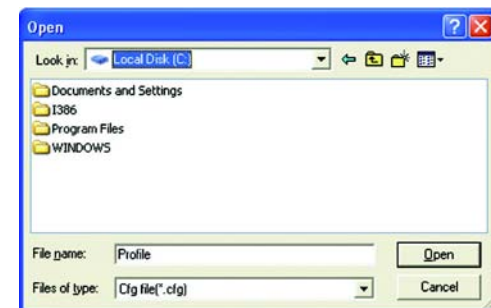 Open
Look in: Local Disk (C:)
Documents and Settings
I386
Program Files
WINDOWS
File name: Profile Open
Files of type: Cfg file(*.cfg) Cancel